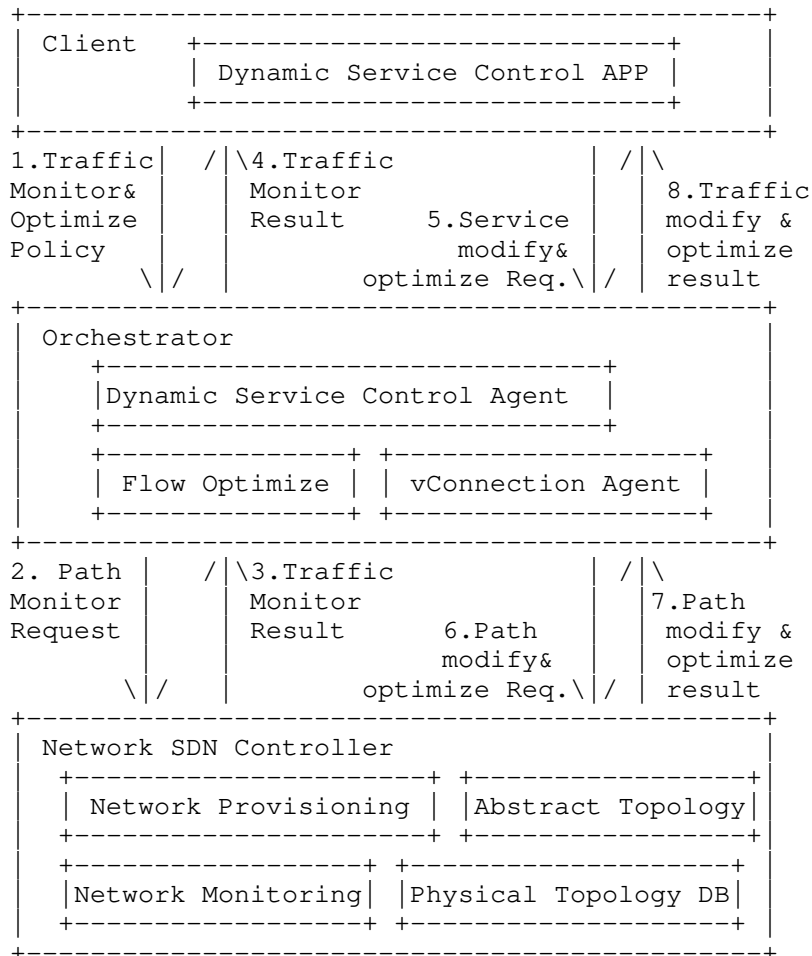 Client
Dynamic Service Control APP
1.Traffic 4.Traffic
Monitor& Monitor 8.Traffic
Optimize Result 5.Service modify &
Policy modify& optimize
optimize Req. result
Orchestrator
Dynamic Service Control Agent
Flow Optimize vConnection Agent
2. Path 3.Traffic
Monitor Monitor 7.Path
Request Result 6.Path modify &
modify& optimize
optimize Req. result
Network SDN Controller
Network Provisioning Abstract Topology
Network Monitoring Physical Topology DB